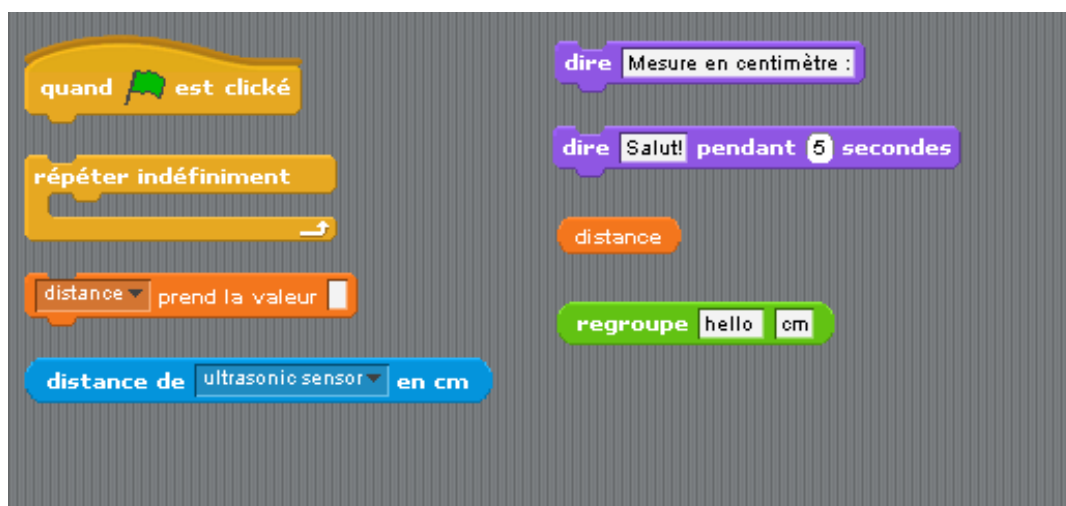 quand est clické
répéter indéfiniment
distance prend la valeur
distance de ultrasonic sensor en cm
dire Mesure en centimètre :
dire Salut! pendant 5 secondes
distance
regroupe hello cm